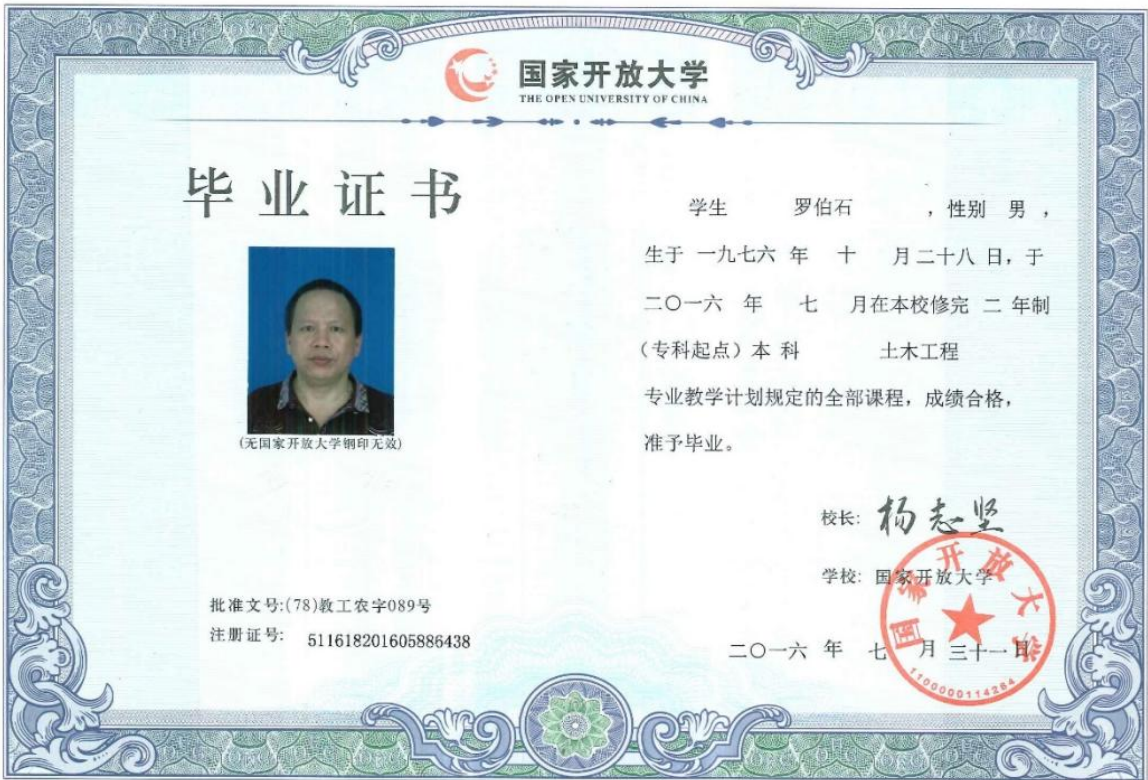 国家开放大学
THE OPEN UNIVERSITY OF CHINA
毕业证书
(无国家开放大学钢印无效)
批准文号:(78)教工农字089号
注册证号: 511618201605886438
学生 罗伯石 ，性别 男 ，
生于 一九七六 年 十 月二十八 日，于
二〇一六 年 七 月在本校修完 二 年制
（专科起点）本 科 土木工程
专业教学计划规定的全部课程，成绩合格，
准予毕业。
校长: 杨志坚
学校: 国家开放大学
二〇一六 年 七 月 三十一 日
国家开放大学
1100000114284